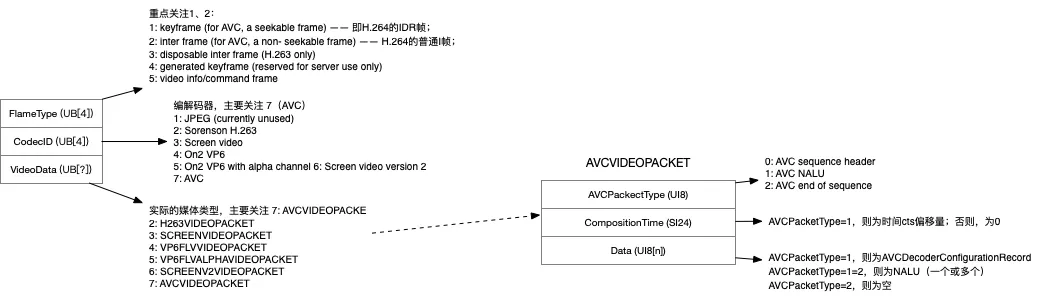 重点关注1、2：
1: keyframe (for AVC, a seekable frame) —— 即H.264的IDR帧；
2: inter frame (for AVC, a non- seekable frame) —— H.264的普通I帧；
3: disposable inter frame (H.263 only)
4: generated keyframe (reserved for server use only)
5: video info/command frame
FlameType (UB[4])
CodecID (UB[4])
VideoData (UB[?])
编解码器，主要关注 7（AVC）
1: JPEG (currently unused)
2: Sorenson H.263
3: Screen video
4: On2 VP6
5: On2 VP6 with alpha channel 6: Screen video version 2
7: AVC
实际的媒体类型，主要关注 7: AVCVIDEOPACKE
2: H263VIDEOPACKET
3: SCREENVIDEOPACKET
4: VP6FLVVIDEOPACKET
5: VP6FLVALPHAVIDEOPACKET
6: SCREENV2VIDEOPACKET
7: AVCVIDEOPACKET
AVCVIDEOPACKET
AVCPackectType (UI8)
CompositionTime (SI24)
Data (UI8[n])
0: AVC sequence header
1: AVC NALU
2: AVC end of sequence
AVCPacketType=1，则为时间cts偏移量；否则，为0
AVCPacketType=1，则为AVCDecoderConfigurationRecord
AVCPacketType=1=2，则为NALU（一个或多个）
AVCPacketType=2，则为空